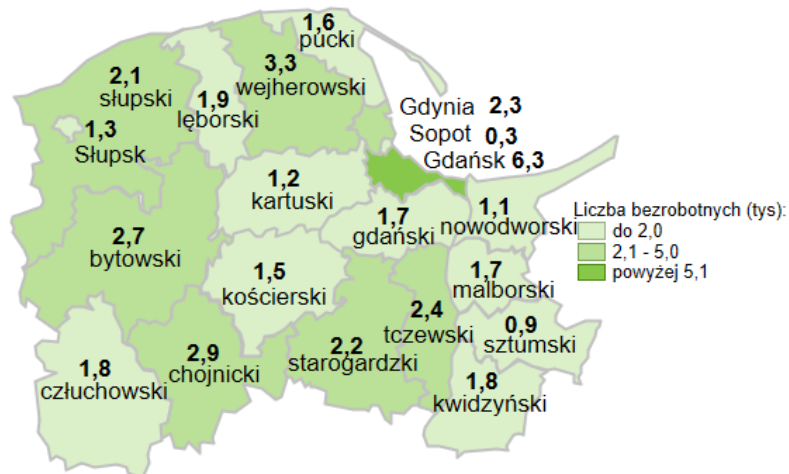 1,6
pucki
3,3
wejherowski
2,1
słupski
1,9
lęborski
1,3
Słupsk
Gdynia 2,3
Sopot 0,3
Gdańsk 6,3
1,2
kartuski
1,7
gdański
1,1
nowodworski
2,7
bytowski
1,5
kościerski
1,7
malborski
2,4
tczewski
0,9
sztumski
2,2
starogardzki
2,9
chojnicki
1,8
człuchowski
1,8
kwidzyński
Liczba bezrobotnych (tys):
do 2,0
2,1 - 5,0
powyżej 5,1